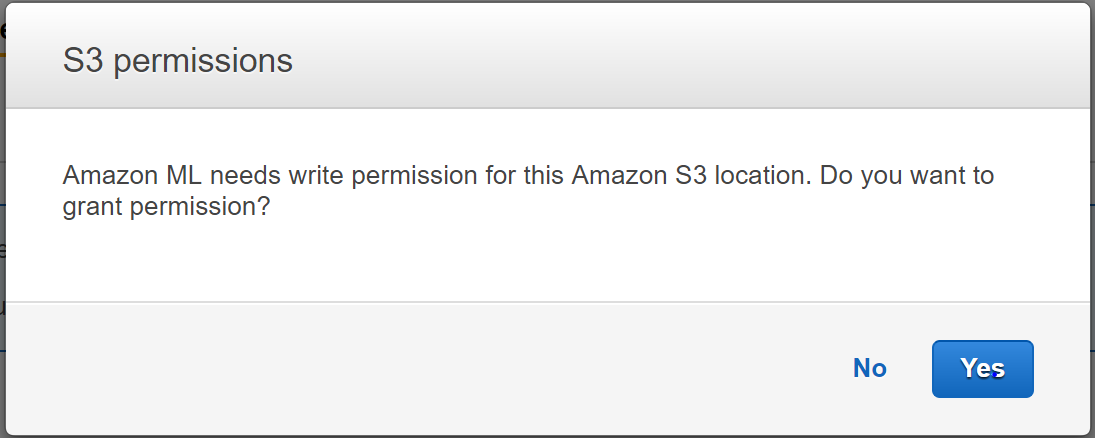 S3 permissions
Amazon ML needs write permission for this Amazon S3 location. Do you want to
grant permission?
No
Yes